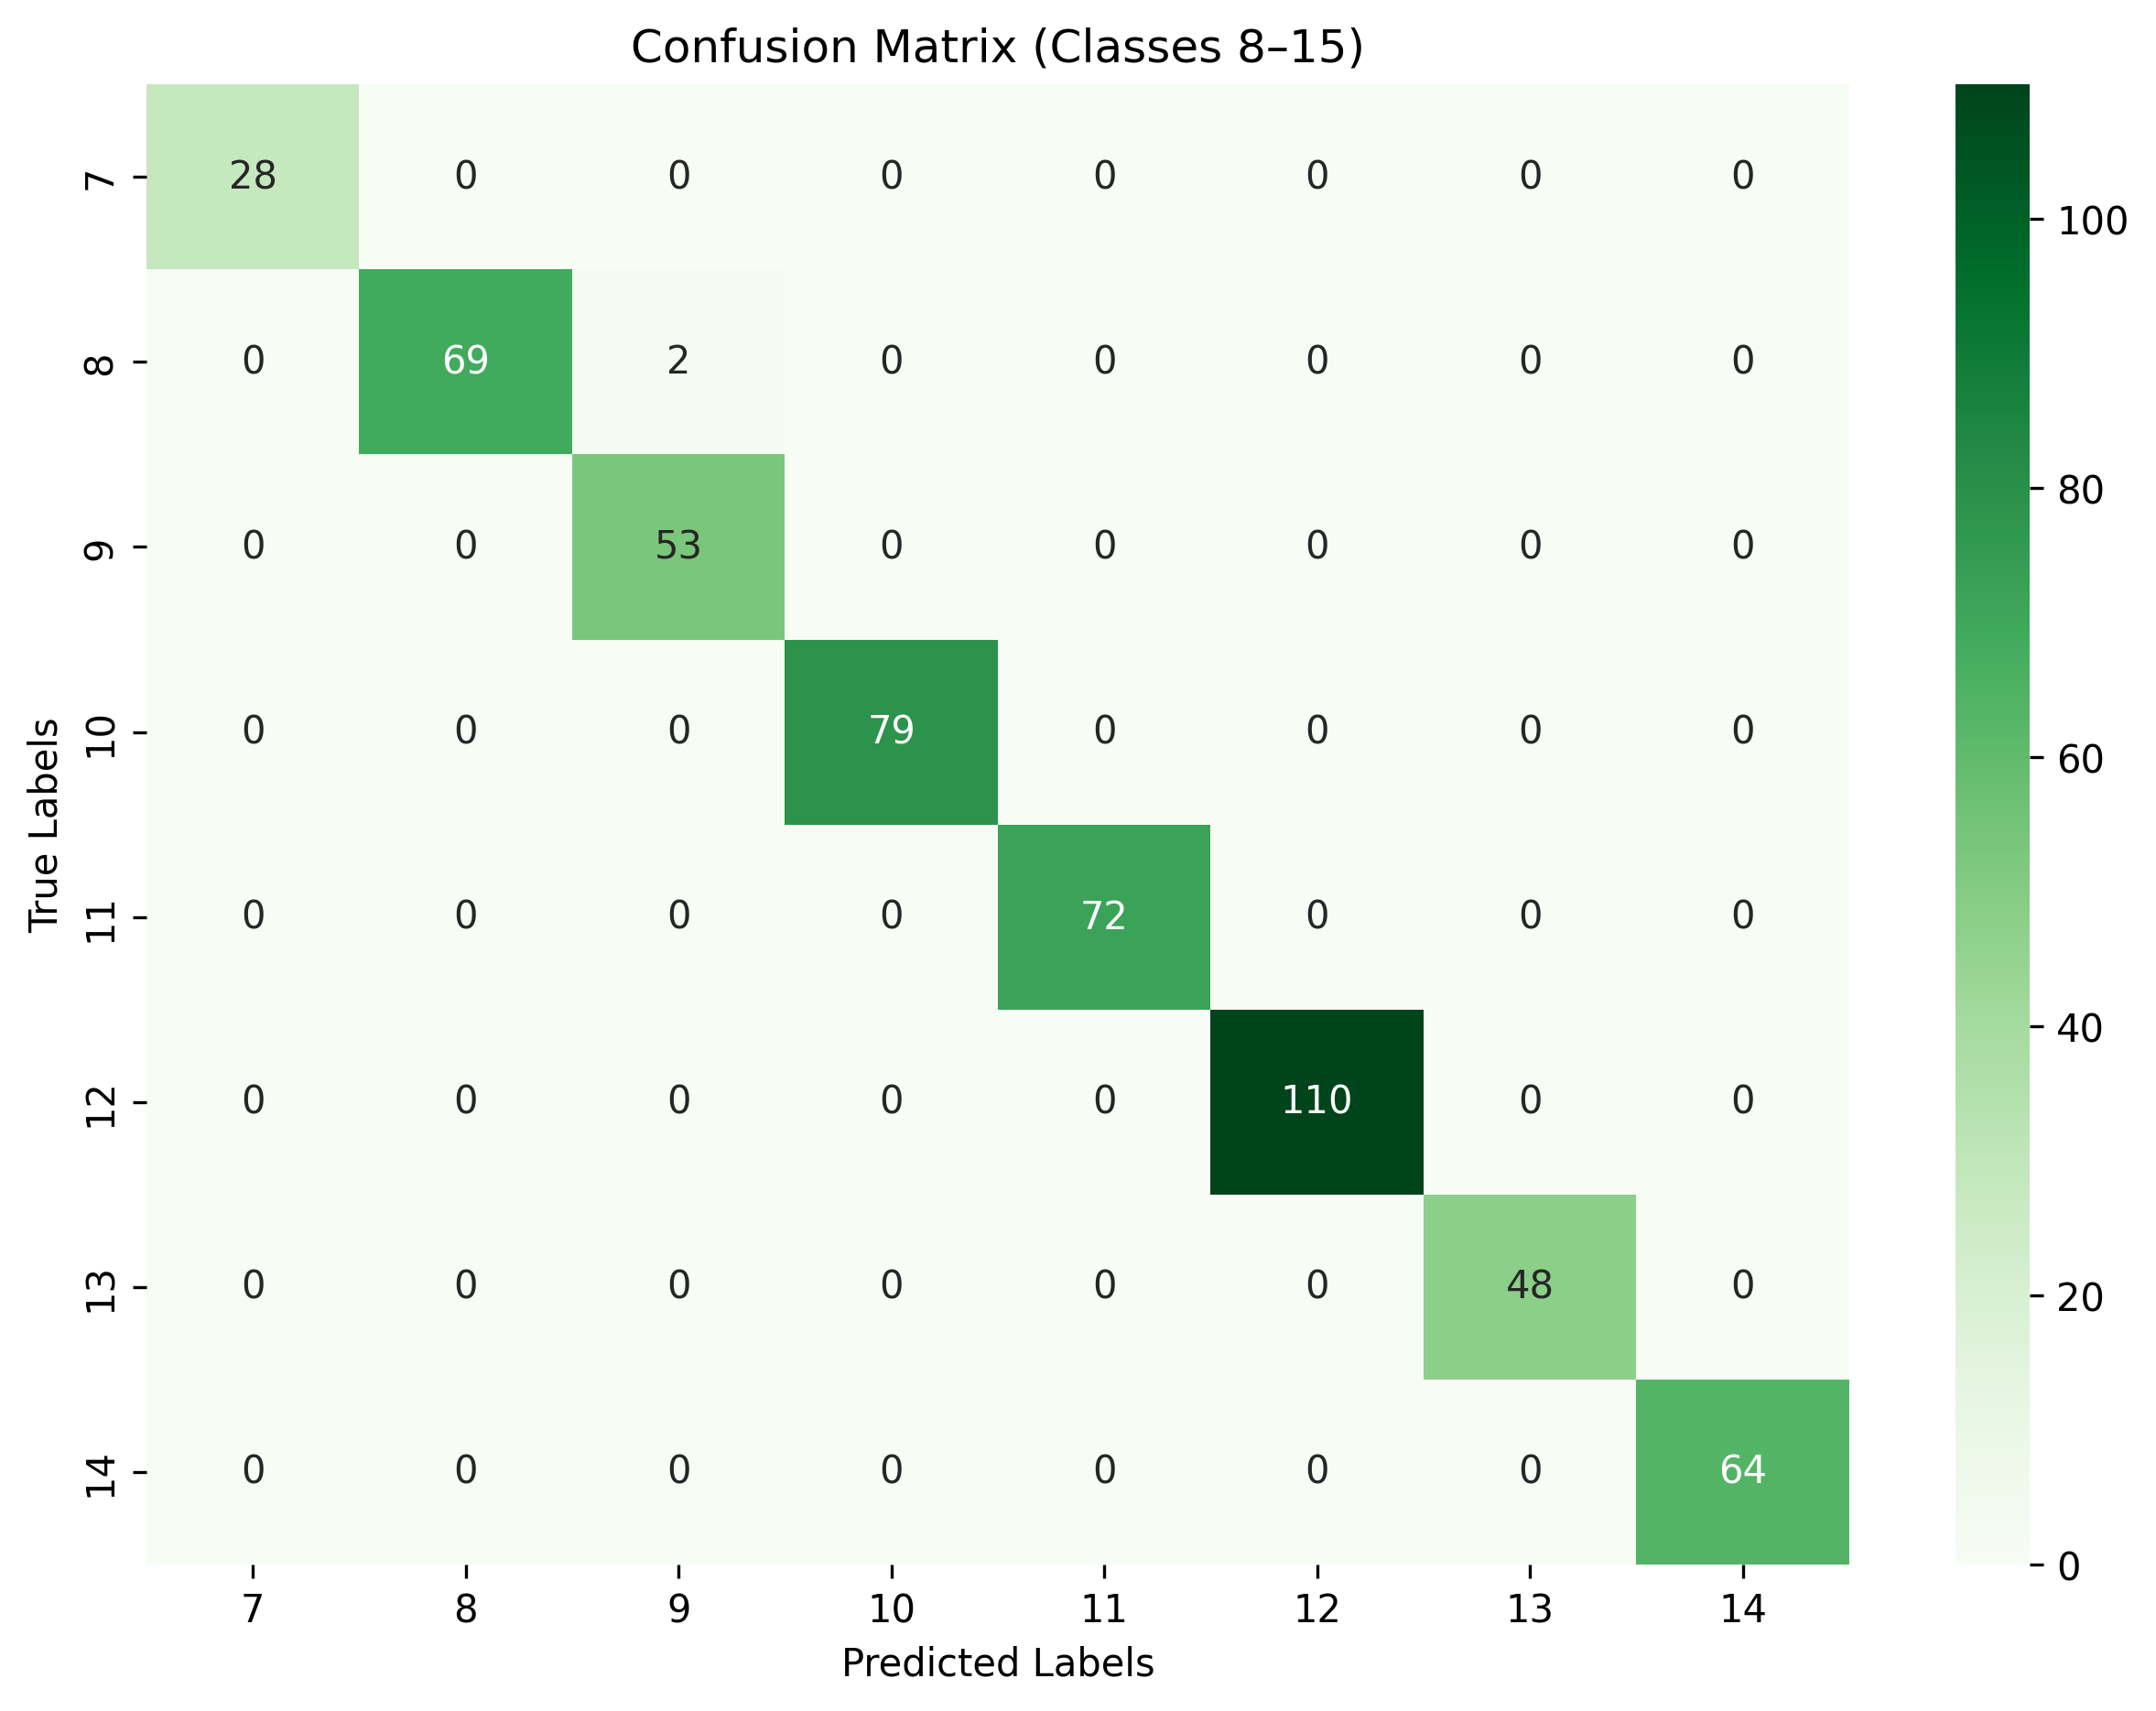 Confusion Matrix (Classes 8–15)
True Labels
7 28 0 0 0 0 0 0 0
8 0 69 2 0 0 0 0 0
9 0 0 53 0 0 0 0 0
10 0 0 0 79 0 0 0 0
11 0 0 0 0 72 0 0 0
12 0 0 0 0 0 110 0 0
13 0 0 0 0 0 0 48 0
14 0 0 0 0 0 0 0 64
7 8 9 10 11 12 13 14
Predicted Labels
100
80
60
40
20
0